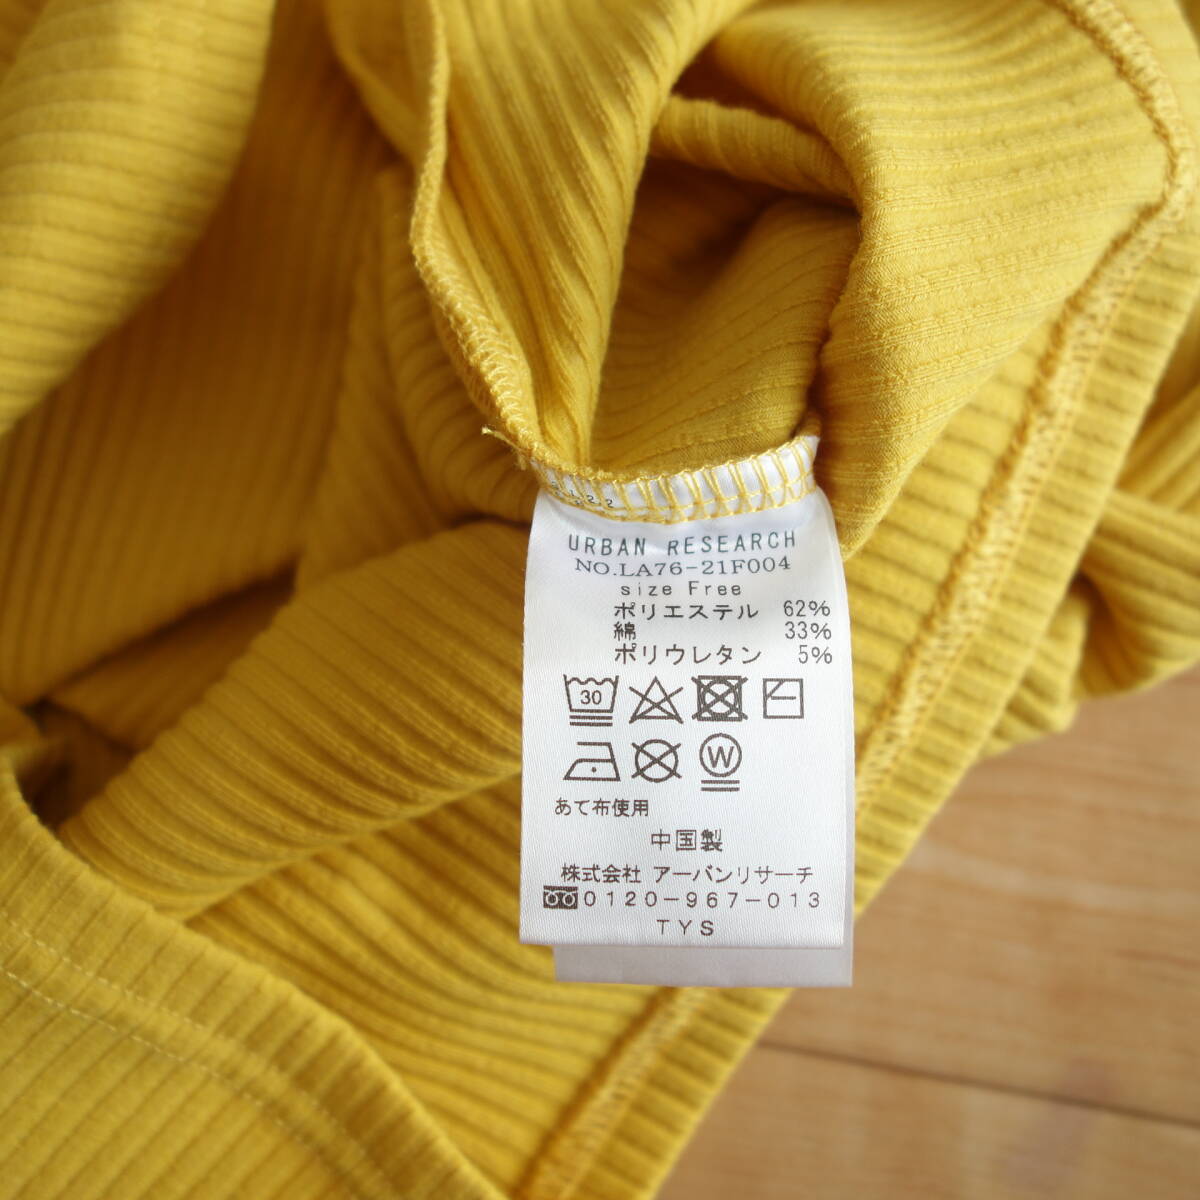 URBAN RESEARCH
NO.LA76-21F004
size Free
ポリエステル 62%
綿 33%
ポリウレタン 5%
30
W
あて布使用
中国製
株式会社 アーバンリサーチ
0120-967-013
TYS